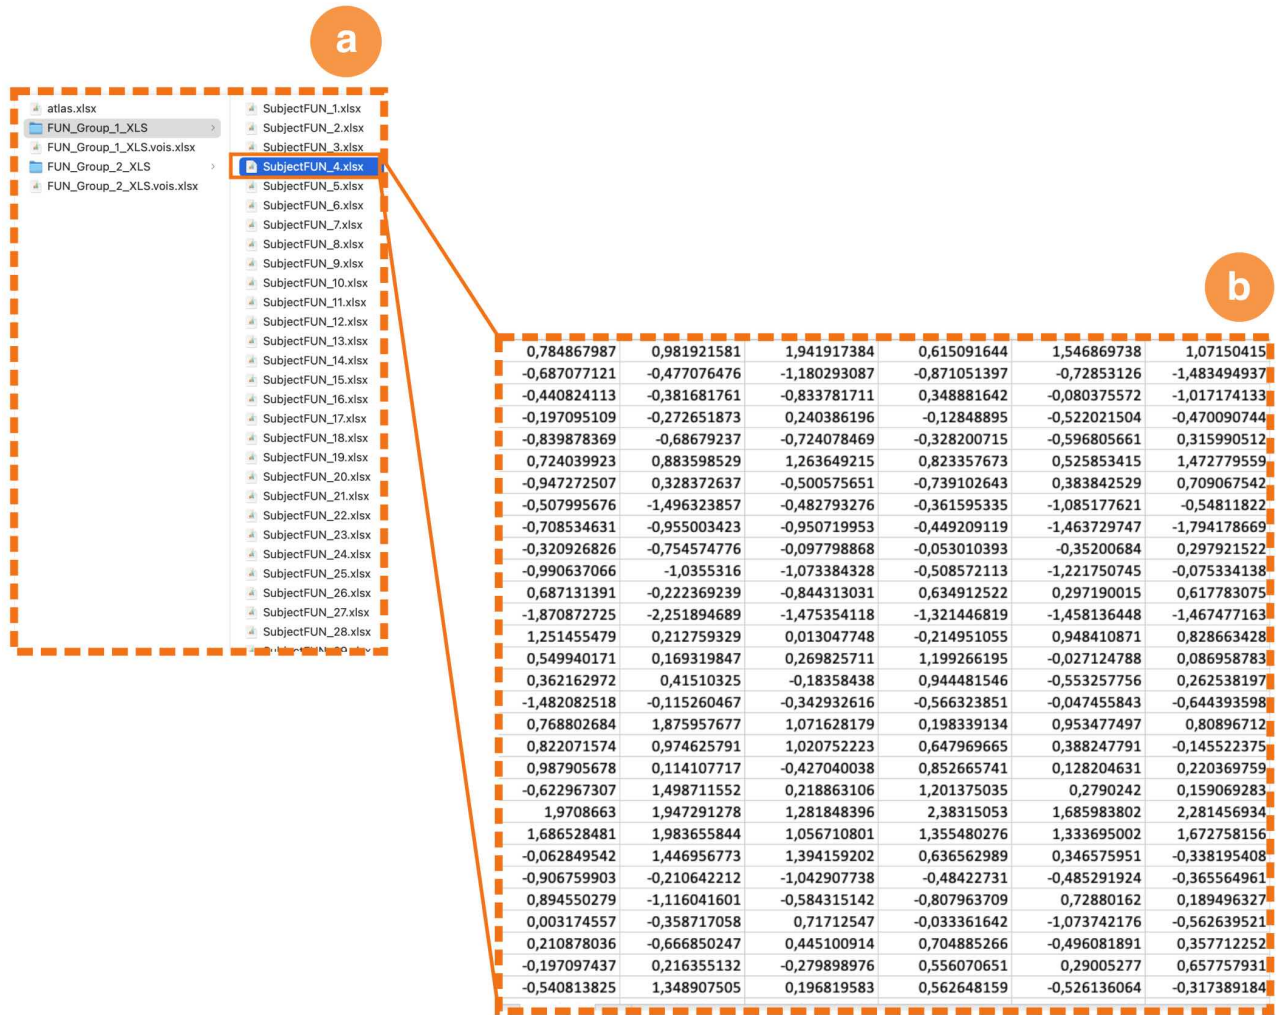 a
atlas.xlsx
FUN_Group_1_XLS
FUN_Group_1_XLS.vois.xlsx
FUN_Group_2_XLS
FUN_Group_2_XLS.vois.xlsx
SubjectFUN_1.xlsx
SubjectFUN_2.xlsx
SubjectFUN_3.xlsx
SubjectFUN_4.xlsx
SubjectFUN_5.xlsx
SubjectFUN_6.xlsx
SubjectFUN_7.xlsx
SubjectFUN_8.xlsx
SubjectFUN_9.xlsx
SubjectFUN_10.xlsx
SubjectFUN_11.xlsx
SubjectFUN_12.xlsx
SubjectFUN_13.xlsx
SubjectFUN_14.xlsx
SubjectFUN_15.xlsx
SubjectFUN_16.xlsx
SubjectFUN_17.xlsx
SubjectFUN_18.xlsx
SubjectFUN_19.xlsx
SubjectFUN_20.xlsx
SubjectFUN_21.xlsx
SubjectFUN_22.xlsx
SubjectFUN_23.xlsx
SubjectFUN_24.xlsx
SubjectFUN_25.xlsx
SubjectFUN_26.xlsx
SubjectFUN_27.xlsx
SubjectFUN_28.xlsx
b
0,784867987 0,981921581 1,941917384 0,615091644 1,546869738 1,07150415
-0,687077121 -0,477076476 -1,180293087 -0,871051397 -0,72853126 -1,483494937
-0,440824113 -0,381681761 -0,833781711 0,348881642 -0,080375572 -1,017174133
-0,197095109 -0,272651873 0,240386196 -0,12848895 -0,522021504 -0,470090744
-0,839878369 -0,68679237 -0,724078469 -0,328200715 -0,596805661 0,315990512
0,724039923 0,883598529 1,263649215 0,823357673 0,525853415 1,472779559
-0,947272507 0,328372637 -0,500575651 -0,739102643 0,383842529 0,709067542
-0,507995676 -1,496323857 -0,482793276 -0,361595335 -1,085177621 -0,54811822
-0,708534631 -0,955003423 -0,950719953 -0,449209119 -1,463729747 -1,794178669
-0,320926826 -0,754574776 -0,097798868 -0,053010393 -0,35200684 0,297921522
-0,990637066 -1,0355316 -1,073384328 -0,508572113 -1,221750745 -0,075334138
0,687131391 -0,222369239 -0,844313031 0,634912522 0,297190015 0,617783075
-1,870872725 -2,251894689 -1,475354118 -1,321446819 -1,458136448 -1,467477163
1,251455479 0,212759329 0,013047748 -0,214951055 0,948410871 0,828663428
0,549940171 0,169319847 0,269825711 1,199266195 -0,027124788 0,086958783
0,362162972 0,41510325 -0,18358438 0,944481546 -0,553257756 0,262538197
-1,482082518 -0,115260467 -0,342932616 -0,566323851 -0,047455843 -0,644393598
0,768802684 1,875957677 1,071628179 0,198339134 0,953477497 0,80896712
0,822071574 0,974625791 1,020752223 0,647969665 0,388247791 -0,145522375
0,987905678 0,114107717 -0,427040038 0,852665741 0,128204631 0,220369759
-0,622967307 1,498711552 0,218863106 1,201375035 0,2790242 0,159069283
1,9708663 1,947291278 1,281848396 2,38315053 1,685983802 2,281456934
1,686528481 1,983655844 1,056710801 1,355480276 1,333695002 1,672758156
-0,062849542 1,446956773 1,394159202 0,636562989 0,346575951 -0,338195408
-0,906759903 -0,210642212 -1,042907738 -0,48422731 -0,485291924 -0,365564961
0,894550279 -1,116041601 -0,584315142 -0,807963709 0,72880162 0,189496327
0,003174557 -0,358717058 0,71712547 -0,033361642 -1,073742176 -0,562639521
0,210878036 -0,666850247 0,445100914 0,704885266 -0,496081891 0,357712252
-0,197097437 0,216355132 -0,279898976 0,556070651 0,29005277 0,657757931
-0,540813825 1,348907505 0,196819583 0,562648159 -0,526136064 -0,317389184